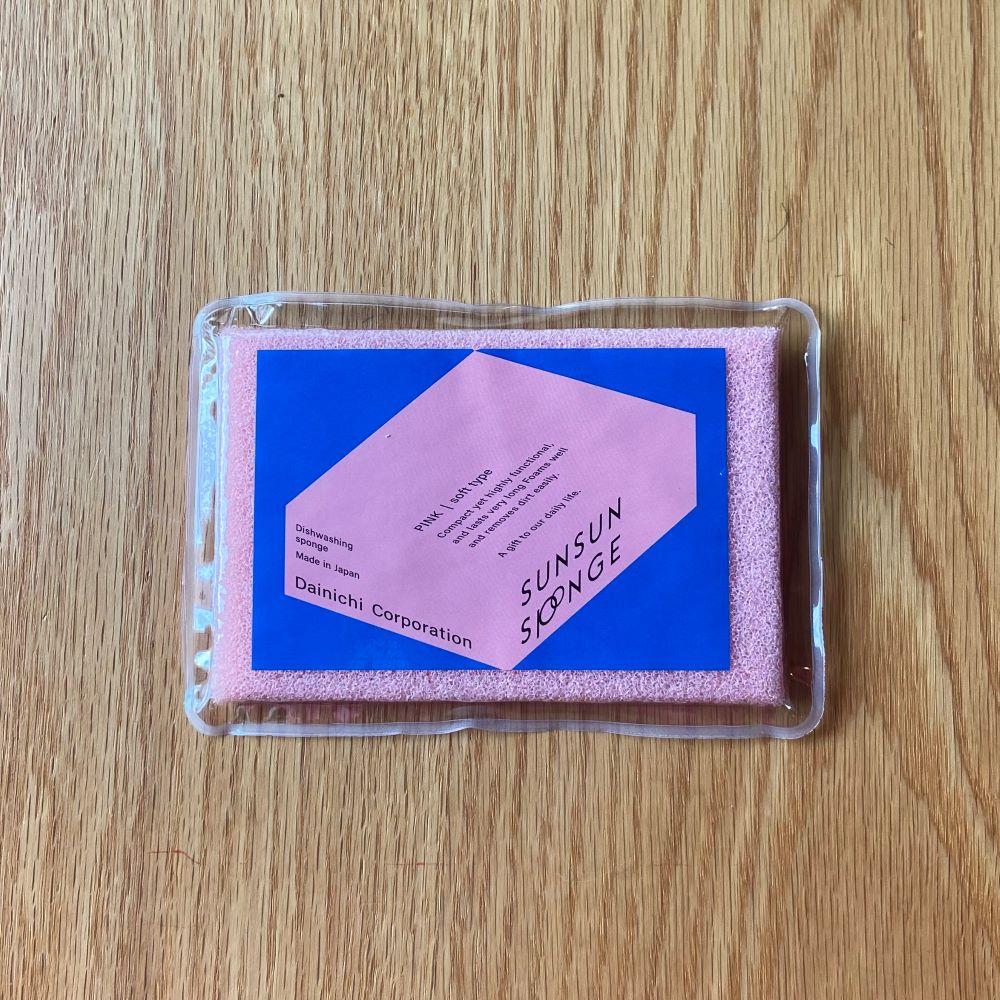 PINK | soft type
Compact yet highly functional,
and lasts very long Foams well
and removes dirt easily.
A gift to our daily life.
Dishwashing
sponge
Made in Japan
Dainichi Corporation
SUNSUN
SpONGE